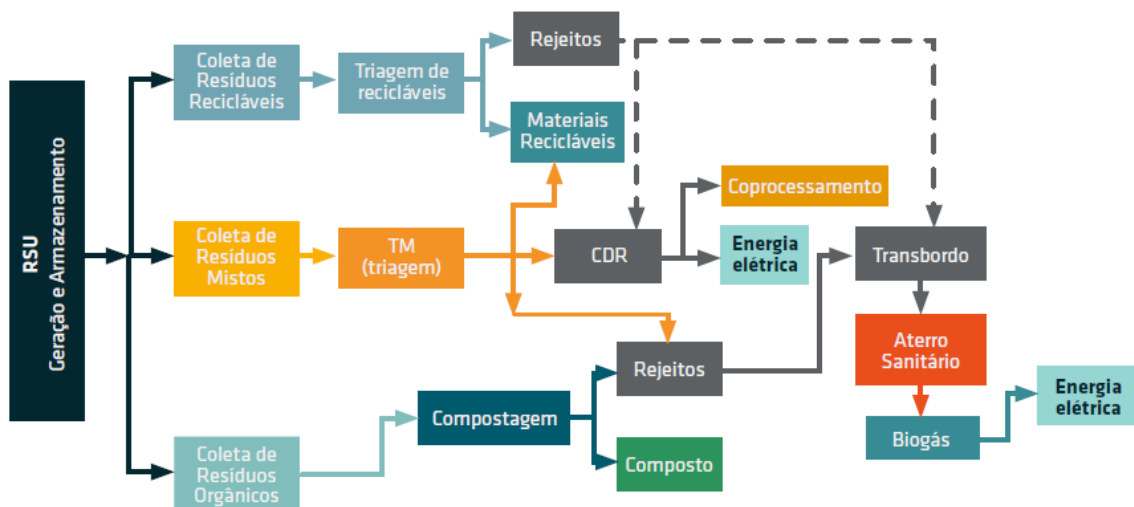 RSU
Geração e Armazenamento
Coleta de
Resíduos
Recicláveis
Triagem de
recicláveis
Rejeitos
Materiais
Recicláveis
Coleta de
Resíduos
Mistos
TM
(triagem)
CDR
Coprocessamento
Energia
elétrica
Transbordo
Aterro
Sanitário
Biogás
Energia
elétrica
Coleta de
Resíduos
Orgânicos
Compostagem
Rejeitos
Composto